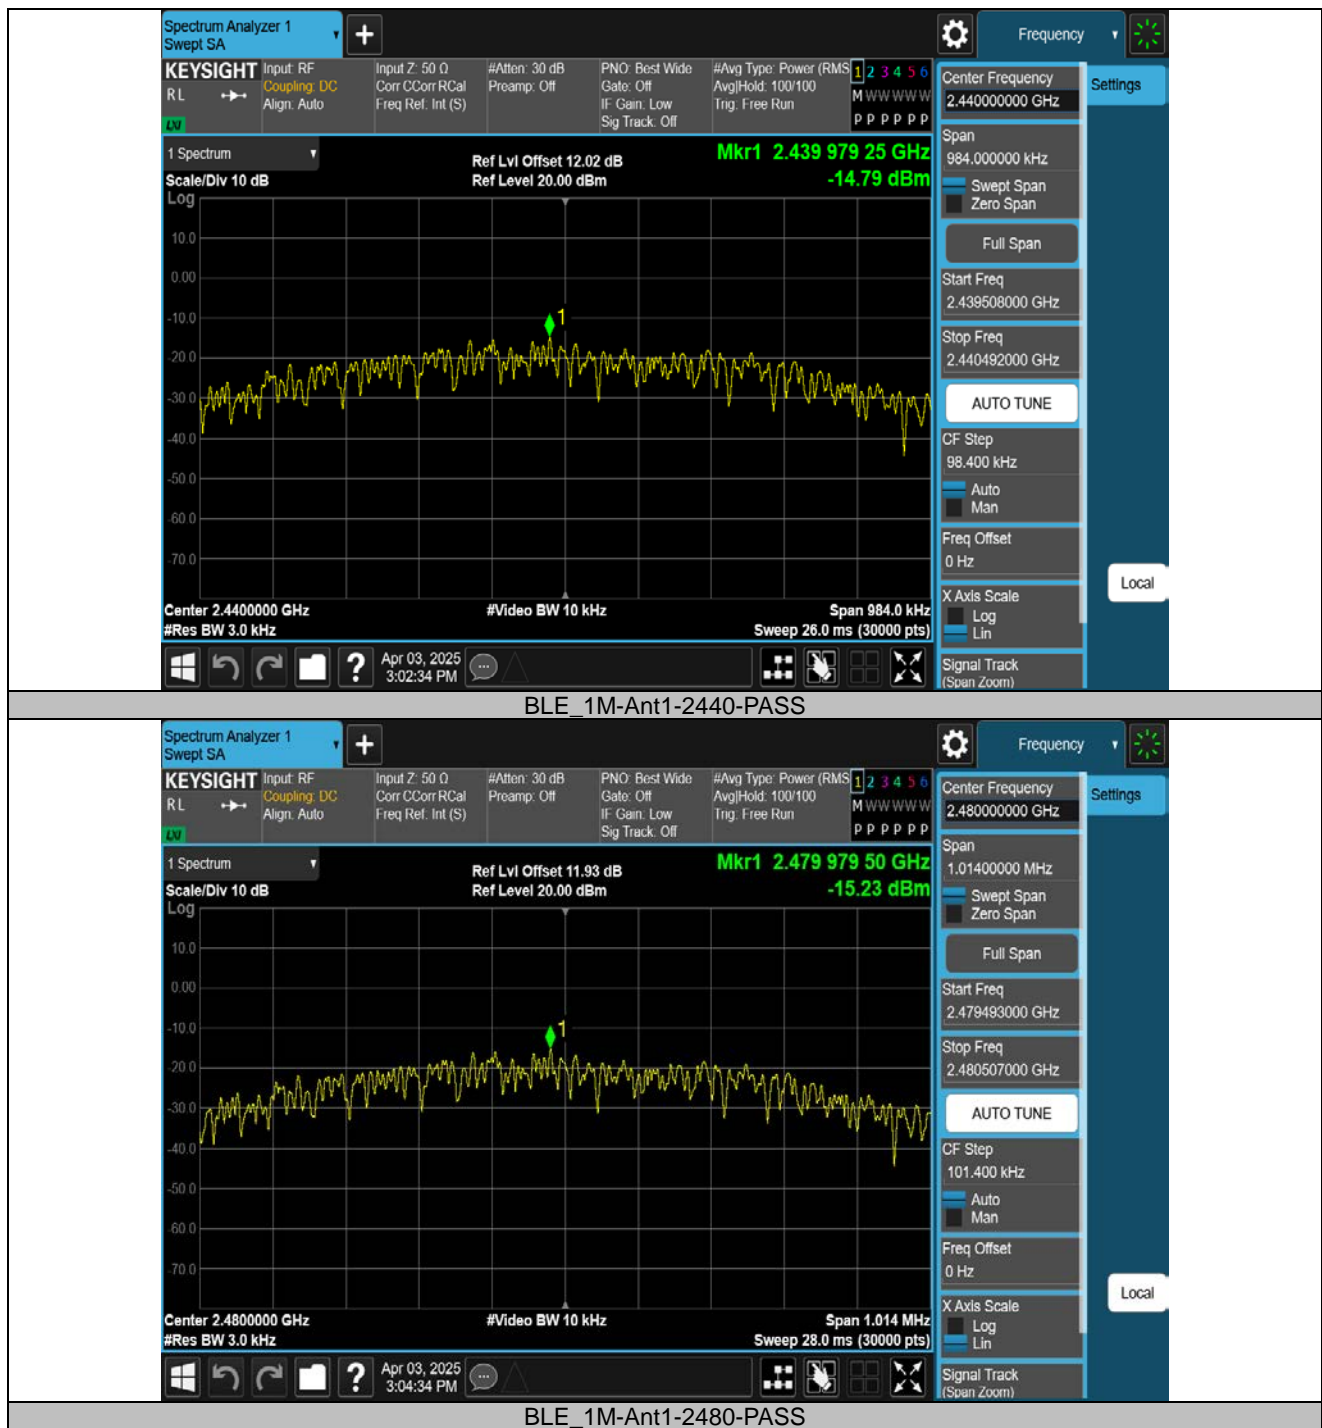 Spectrum Analyzer 1
Swept SA
Frequency
KEYSIGHT
RL
LXI
Input: RF
Coupling: DC
Align: Auto
Input Z: 50 Ω
Corr CCorr RCal
Freq Ref: Int (S)
#Atten: 30 dB
Preamp: Off
PNO: Best Wide
Gate: Off
IF Gain: Low
Sig Track: Off
#Avg Type: Power (RMS
Avg|Hold: 100/100
Trig: Free Run
1 2 3 4 5 6
M W W W W W
P P P P P P
Center Frequency
2.440000000 GHz
Settings
Span
984.000000 kHz
Swept Span
Zero Span
Full Span
Start Freq
2.439508000 GHz
Stop Freq
2.440492000 GHz
AUTO TUNE
CF Step
98.400 kHz
Auto
Man
Freq Offset
0 Hz
X Axis Scale
Log
Lin
Signal Track
(Span Zoom)
Local
1 Spectrum
Scale/Div 10 dB
Log
Ref Lvl Offset 12.02 dB
Ref Level 20.00 dBm
Mkr1 2.439 979 25 GHz
-14.79 dBm
10.0
0.00
-10.0
-20.0
-30.0
-40.0
-50.0
-60.0
-70.0
1
Center 2.4400000 GHz
#Res BW 3.0 kHz
#Video BW 10 kHz
Span 984.0 kHz
Sweep 26.0 ms (30000 pts)
?
Apr 03, 2025
3:02:34 PM
BLE_1M-Ant1-2440-PASS
Spectrum Analyzer 1
Swept SA
Frequency
KEYSIGHT
RL
LXI
Input: RF
Coupling: DC
Align: Auto
Input Z: 50 Ω
Corr CCorr RCal
Freq Ref: Int (S)
#Atten: 30 dB
Preamp: Off
PNO: Best Wide
Gate: Off
IF Gain: Low
Sig Track: Off
#Avg Type: Power (RMS
Avg|Hold: 100/100
Trig: Free Run
1 2 3 4 5 6
M W W W W W
P P P P P P
Center Frequency
2.480000000 GHz
Settings
Span
1.01400000 MHz
Swept Span
Zero Span
Full Span
Start Freq
2.479493000 GHz
Stop Freq
2.480507000 GHz
AUTO TUNE
CF Step
101.400 kHz
Auto
Man
Freq Offset
0 Hz
X Axis Scale
Log
Lin
Signal Track
(Span Zoom)
Local
1 Spectrum
Scale/Div 10 dB
Log
Ref Lvl Offset 11.93 dB
Ref Level 20.00 dBm
Mkr1 2.479 979 50 GHz
-15.23 dBm
10.0
0.00
-10.0
-20.0
-30.0
-40.0
-50.0
-60.0
-70.0
1
Center 2.4800000 GHz
#Res BW 3.0 kHz
#Video BW 10 kHz
Span 1.014 MHz
Sweep 28.0 ms (30000 pts)
?
Apr 03, 2025
3:04:34 PM
BLE_1M-Ant1-2480-PASS